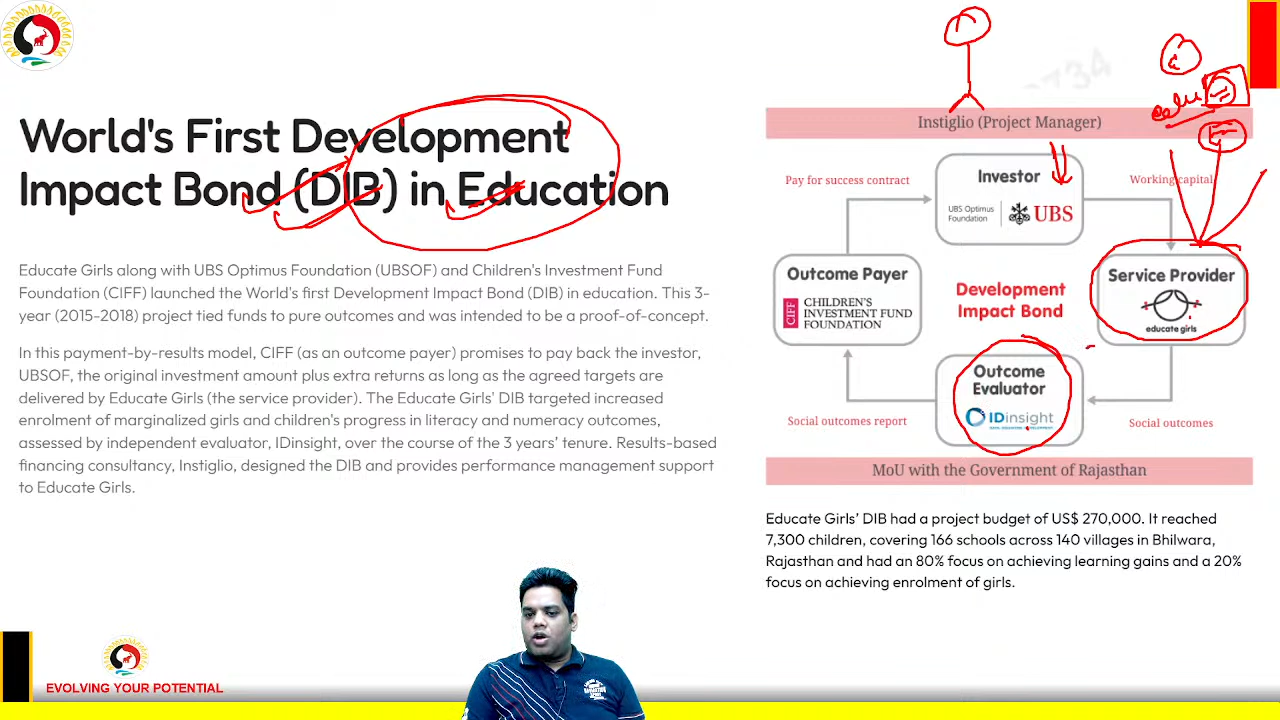 World's First Development
Impact Bond (DIB) in Education
Educate Girls along with UBS Optimus Foundation (UBSOF) and Children's Investment Fund
Foundation (CIFF) launched the World's first Development Impact Bond (DIB) in education. This 3-
year (2015-2018) project tied funds to pure outcomes and was intended to be a proof-of-concept.
In this payment-by-results model, CIFF (as an outcome payer) promises to pay back the investor,
UBSOF, the original investment amount plus extra returns as long as the agreed targets are
delivered by Educate Girls (the service provider). The Educate Girls' DIB targeted increased
enrolment of marginalized girls and children's progress in literacy and numeracy outcomes,
assessed by independent evaluator, IDinsight, over the course of the 3 years' tenure. Results-based
financing consultancy, Instiglio, designed the DIB and provides performance management support
to Educate Girls.
Instiglio (Project Manager)
Pay for success contract
Investor
UBS Optimus
Foundation
UBS
Working capital
Outcome Payer
CIFF
CHILDREN'S
INVESTMENT FUND
FOUNDATION
Development
Impact Bond
Service Provider
educate girls
Outcome
Evaluator
IDinsight
Social outcomes report
Social outcomes
MoU with the Government of Rajasthan
Educate Girls' DIB had a project budget of US$ 270,000. It reached
7,300 children, covering 166 schools across 140 villages in Bhilwara,
Rajasthan and had an 80% focus on achieving learning gains and a 20%
focus on achieving enrolment of girls.
EVOLVING YOUR POTENTIAL